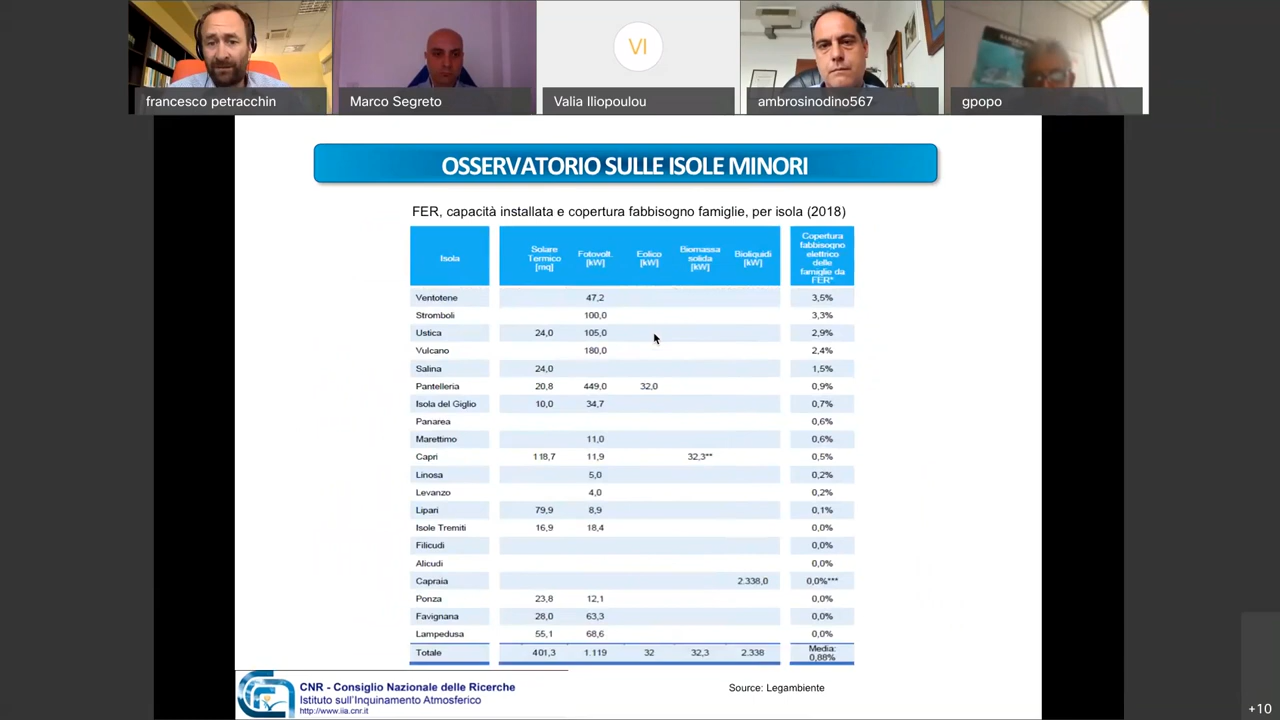 VI
francesco petracchin
Marco Segreto
Valia Iliopoulou
ambrosinodino567
gpopo
OSSERVATORIO SULLE ISOLE MINORI
FER, capacità installata e copertura fabbisogno famiglie, per isola (2018)
Isola
Solare Termico [mq]
Fotovolt. [kW]
Eolico [kW]
Biomassa solida [kW]
Bioliquidi [kW]
Copertura fabbisogno elettrico delle famiglie da FER*
Ventotene 47,2 3,5%
Stromboli 100,0 3,3%
Ustica 24,0 105,0 2,9%
Vulcano 180,0 2,4%
Salina 24,0 1,5%
Pantelleria 20,8 449,0 32,0 0,9%
Isola del Giglio 10,0 34,7 0,7%
Panarea 0,6%
Marettimo 11,0 0,6%
Capri 118,7 11,9 32,3** 0,5%
Linosa 5,0 0,2%
Levanzo 4,0 0,2%
Lipari 79,9 8,9 0,1%
Isole Tremiti 16,9 18,4 0,0%
Filicudi 0,0%
Alicudi 0,0%
Capraia 2.338,0 0,0%***
Ponza 23,8 12,1 0,0%
Favignana 28,0 63,3 0,0%
Lampedusa 55,1 68,6 0,0%
Totale 401,3 1.119 32 32,3 2.338 Media: 0,88%
CNR - Consiglio Nazionale delle Ricerche
Istituto sull'Inquinamento Atmosferico
http://www.iia.cnr.it
Source: Legambiente
+10